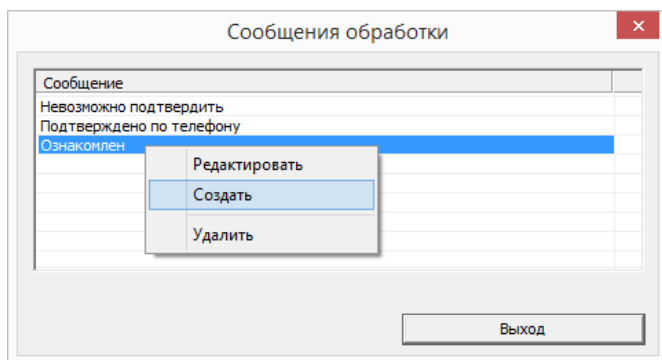 Сообщения обработки
Сообщение
Невозможно подтвердить
Подтверждено по телефону
Ознакомлен
Редактировать
Создать
Удалить
Выход